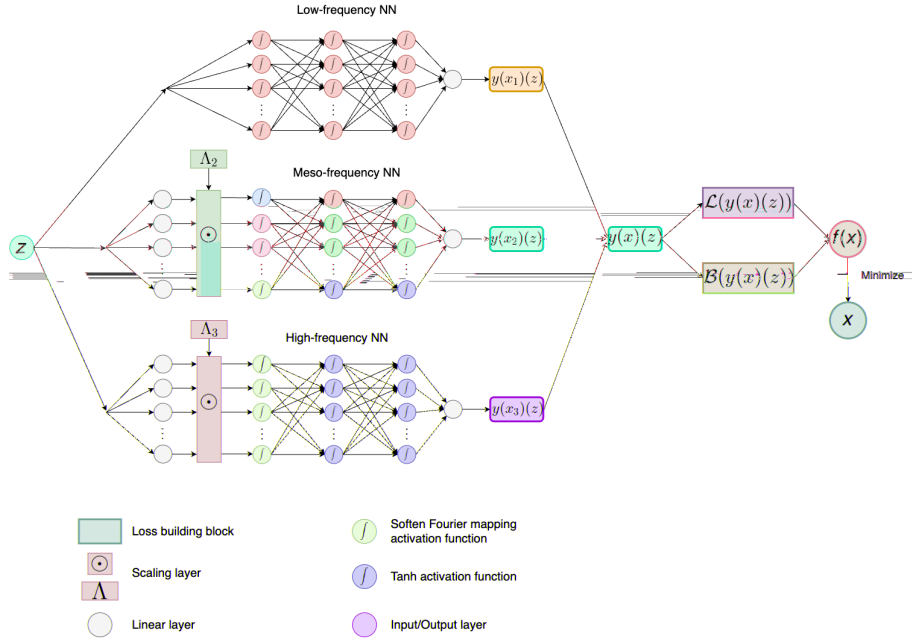 Low-frequency NN
∫ ∫ ∫
∫ ∫ ∫
∫ ∫ ∫
∫ ∫ ∫
y(x₁)(z)
Λ₂
Meso-frequency NN
∫ ∫ ∫
∫ ∫ ∫
⊙
∫ ∫ ∫
∫ ∫ ∫
z
y(x₂)(z)
y(x)(z)
ℒ(y(x)(z))
ℬ(y(x)(z))
f(x)
Minimize
x
Λ₃
High-frequency NN
∫ ∫ ∫
∫ ∫ ∫
⊙
∫ ∫ ∫
∫ ∫ ∫
y(x₃)(z)
Loss building block
⊙
Scaling layer
Λ
Linear layer
∫
Soften Fourier mapping
activation function
∫
Tanh activation function
Input/Output layer